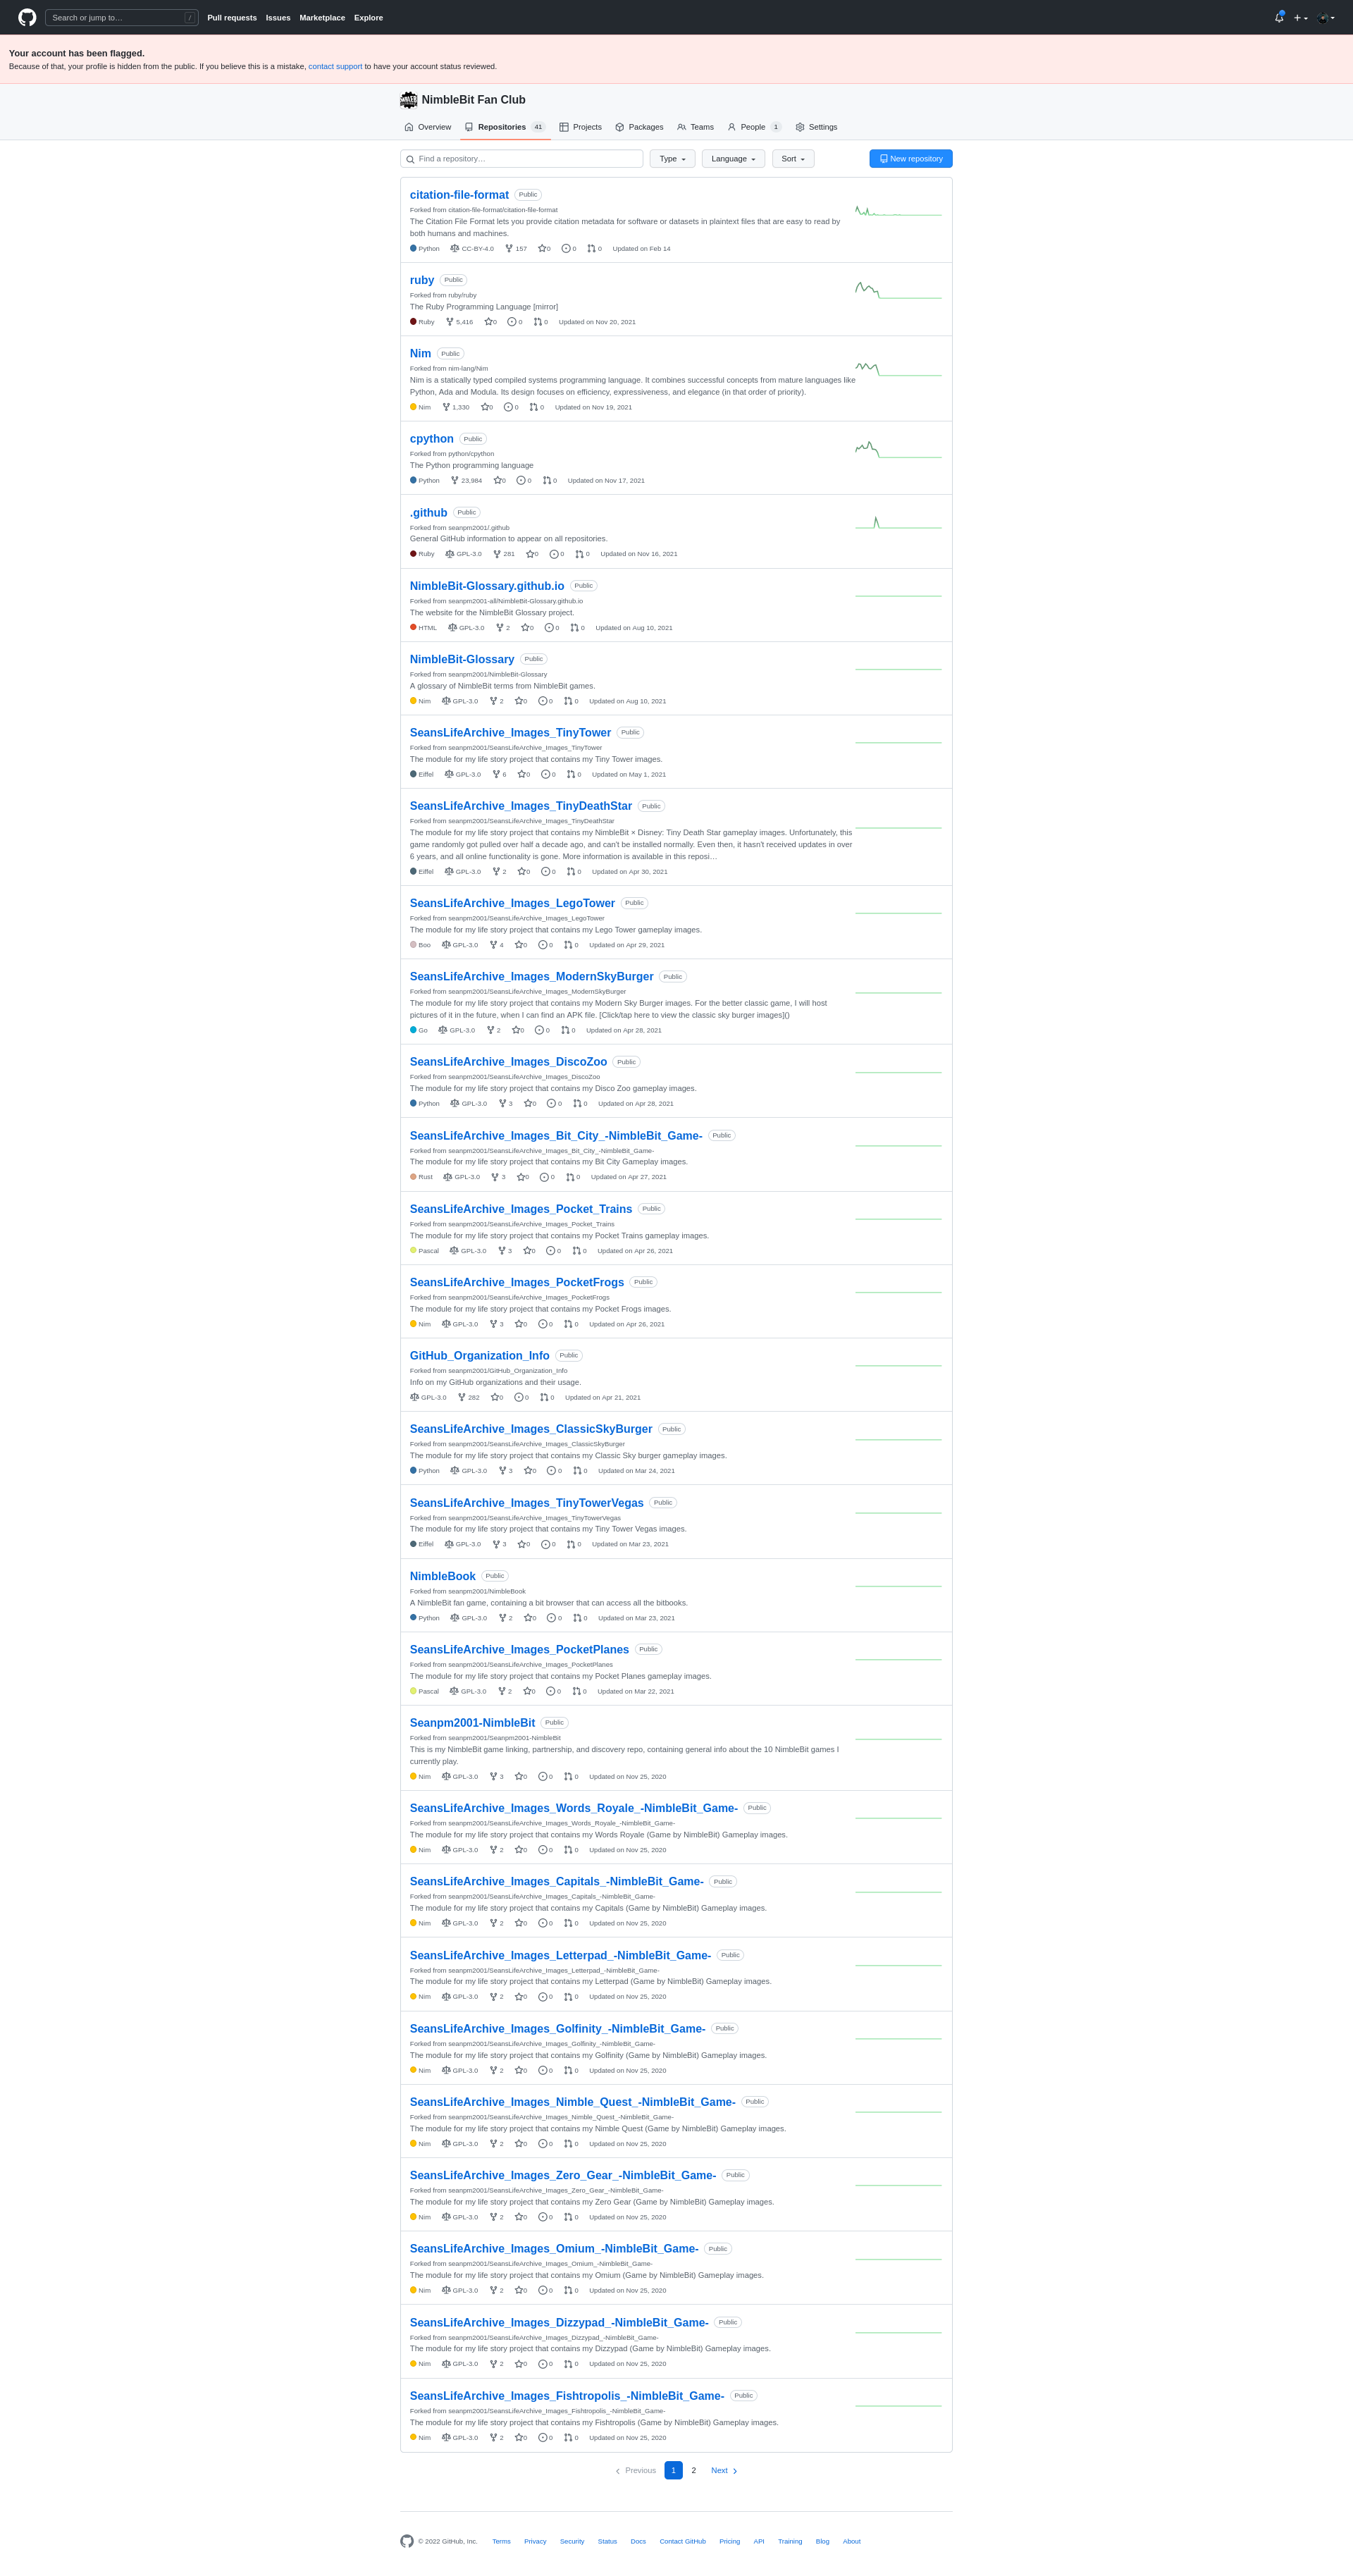 Search or jump to… /
Pull requests Issues Marketplace Explore
Your account has been flagged.
Because of that, your profile is hidden from the public. If you believe this is a mistake, contact support to have your account status reviewed.
NimbleBit Fan Club
Overview Repositories 41 Projects Packages Teams People 1 Settings
Find a repository… Type Language Sort New repository
citation-file-format Public
Forked from citation-file-format/citation-file-format
The Citation File Format lets you provide citation metadata for software or datasets in plaintext files that are easy to read by
both humans and machines.
Python CC-BY-4.0 157 0 0 0 Updated on Feb 14
ruby Public
Forked from ruby/ruby
The Ruby Programming Language [mirror]
Ruby 5,416 0 0 0 Updated on Nov 20, 2021
Nim Public
Forked from nim-lang/Nim
Nim is a statically typed compiled systems programming language. It combines successful concepts from mature languages like
Python, Ada and Modula. Its design focuses on efficiency, expressiveness, and elegance (in that order of priority).
Nim 1,330 0 0 0 Updated on Nov 19, 2021
cpython Public
Forked from python/cpython
The Python programming language
Python 23,984 0 0 0 Updated on Nov 17, 2021
.github Public
Forked from seanpm2001/.github
General GitHub information to appear on all repositories.
Ruby GPL-3.0 281 0 0 0 Updated on Nov 16, 2021
NimbleBit-Glossary.github.io Public
Forked from seanpm2001-all/NimbleBit-Glossary.github.io
The website for the NimbleBit Glossary project.
HTML GPL-3.0 2 0 0 0 Updated on Aug 10, 2021
NimbleBit-Glossary Public
Forked from seanpm2001/NimbleBit-Glossary
A glossary of NimbleBit terms from NimbleBit games.
Nim GPL-3.0 2 0 0 0 Updated on Aug 10, 2021
SeansLifeArchive_Images_TinyTower Public
Forked from seanpm2001/SeansLifeArchive_Images_TinyTower
The module for my life story project that contains my Tiny Tower images.
Eiffel GPL-3.0 6 0 0 0 Updated on May 1, 2021
SeansLifeArchive_Images_TinyDeathStar Public
Forked from seanpm2001/SeansLifeArchive_Images_TinyDeathStar
The module for my life story project that contains my NimbleBit × Disney: Tiny Death Star gameplay images. Unfortunately, this
game randomly got pulled over half a decade ago, and can't be installed normally. Even then, it hasn't received updates in over
6 years, and all online functionality is gone. More information is available in this reposi…
Eiffel GPL-3.0 2 0 0 0 Updated on Apr 30, 2021
SeansLifeArchive_Images_LegoTower Public
Forked from seanpm2001/SeansLifeArchive_Images_LegoTower
The module for my life story project that contains my Lego Tower gameplay images.
Boo GPL-3.0 4 0 0 0 Updated on Apr 29, 2021
SeansLifeArchive_Images_ModernSkyBurger Public
Forked from seanpm2001/SeansLifeArchive_Images_ModernSkyBurger
The module for my life story project that contains my Modern Sky Burger images. For the better classic game, I will host
pictures of it in the future, when I can find an APK file. [Click/tap here to view the classic sky burger images]()
Go GPL-3.0 2 0 0 0 Updated on Apr 28, 2021
SeansLifeArchive_Images_DiscoZoo Public
Forked from seanpm2001/SeansLifeArchive_Images_DiscoZoo
The module for my life story project that contains my Disco Zoo gameplay images.
Python GPL-3.0 3 0 0 0 Updated on Apr 28, 2021
SeansLifeArchive_Images_Bit_City_-NimbleBit_Game- Public
Forked from seanpm2001/SeansLifeArchive_Images_Bit_City_-NimbleBit_Game-
The module for my life story project that contains my Bit City Gameplay images.
Rust GPL-3.0 3 0 0 0 Updated on Apr 27, 2021
SeansLifeArchive_Images_Pocket_Trains Public
Forked from seanpm2001/SeansLifeArchive_Images_Pocket_Trains
The module for my life story project that contains my Pocket Trains gameplay images.
Pascal GPL-3.0 3 0 0 0 Updated on Apr 26, 2021
SeansLifeArchive_Images_PocketFrogs Public
Forked from seanpm2001/SeansLifeArchive_Images_PocketFrogs
The module for my life story project that contains my Pocket Frogs images.
Nim GPL-3.0 3 0 0 0 Updated on Apr 26, 2021
GitHub_Organization_Info Public
Forked from seanpm2001/GitHub_Organization_Info
Info on my GitHub organizations and their usage.
GPL-3.0 282 0 0 0 Updated on Apr 21, 2021
SeansLifeArchive_Images_ClassicSkyBurger Public
Forked from seanpm2001/SeansLifeArchive_Images_ClassicSkyBurger
The module for my life story project that contains my Classic Sky burger gameplay images.
Python GPL-3.0 3 0 0 0 Updated on Mar 24, 2021
SeansLifeArchive_Images_TinyTowerVegas Public
Forked from seanpm2001/SeansLifeArchive_Images_TinyTowerVegas
The module for my life story project that contains my Tiny Tower Vegas images.
Eiffel GPL-3.0 3 0 0 0 Updated on Mar 23, 2021
NimbleBook Public
Forked from seanpm2001/NimbleBook
A NimbleBit fan game, containing a bit browser that can access all the bitbooks.
Python GPL-3.0 2 0 0 0 Updated on Mar 23, 2021
SeansLifeArchive_Images_PocketPlanes Public
Forked from seanpm2001/SeansLifeArchive_Images_PocketPlanes
The module for my life story project that contains my Pocket Planes gameplay images.
Pascal GPL-3.0 2 0 0 0 Updated on Mar 22, 2021
Seanpm2001-NimbleBit Public
Forked from seanpm2001/Seanpm2001-NimbleBit
This is my NimbleBit game linking, partnership, and discovery repo, containing general info about the 10 NimbleBit games I
currently play.
Nim GPL-3.0 3 0 0 0 Updated on Nov 25, 2020
SeansLifeArchive_Images_Words_Royale_-NimbleBit_Game- Public
Forked from seanpm2001/SeansLifeArchive_Images_Words_Royale_-NimbleBit_Game-
The module for my life story project that contains my Words Royale (Game by NimbleBit) Gameplay images.
Nim GPL-3.0 2 0 0 0 Updated on Nov 25, 2020
SeansLifeArchive_Images_Capitals_-NimbleBit_Game- Public
Forked from seanpm2001/SeansLifeArchive_Images_Capitals_-NimbleBit_Game-
The module for my life story project that contains my Capitals (Game by NimbleBit) Gameplay images.
Nim GPL-3.0 2 0 0 0 Updated on Nov 25, 2020
SeansLifeArchive_Images_Letterpad_-NimbleBit_Game- Public
Forked from seanpm2001/SeansLifeArchive_Images_Letterpad_-NimbleBit_Game-
The module for my life story project that contains my Letterpad (Game by NimbleBit) Gameplay images.
Nim GPL-3.0 2 0 0 0 Updated on Nov 25, 2020
SeansLifeArchive_Images_Golfinity_-NimbleBit_Game- Public
Forked from seanpm2001/SeansLifeArchive_Images_Golfinity_-NimbleBit_Game-
The module for my life story project that contains my Golfinity (Game by NimbleBit) Gameplay images.
Nim GPL-3.0 2 0 0 0 Updated on Nov 25, 2020
SeansLifeArchive_Images_Nimble_Quest_-NimbleBit_Game- Public
Forked from seanpm2001/SeansLifeArchive_Images_Nimble_Quest_-NimbleBit_Game-
The module for my life story project that contains my Nimble Quest (Game by NimbleBit) Gameplay images.
Nim GPL-3.0 2 0 0 0 Updated on Nov 25, 2020
SeansLifeArchive_Images_Zero_Gear_-NimbleBit_Game- Public
Forked from seanpm2001/SeansLifeArchive_Images_Zero_Gear_-NimbleBit_Game-
The module for my life story project that contains my Zero Gear (Game by NimbleBit) Gameplay images.
Nim GPL-3.0 2 0 0 0 Updated on Nov 25, 2020
SeansLifeArchive_Images_Omium_-NimbleBit_Game- Public
Forked from seanpm2001/SeansLifeArchive_Images_Omium_-NimbleBit_Game-
The module for my life story project that contains my Omium (Game by NimbleBit) Gameplay images.
Nim GPL-3.0 2 0 0 0 Updated on Nov 25, 2020
SeansLifeArchive_Images_Dizzypad_-NimbleBit_Game- Public
Forked from seanpm2001/SeansLifeArchive_Images_Dizzypad_-NimbleBit_Game-
The module for my life story project that contains my Dizzypad (Game by NimbleBit) Gameplay images.
Nim GPL-3.0 2 0 0 0 Updated on Nov 25, 2020
SeansLifeArchive_Images_Fishtropolis_-NimbleBit_Game- Public
Forked from seanpm2001/SeansLifeArchive_Images_Fishtropolis_-NimbleBit_Game-
The module for my life story project that contains my Fishtropolis (Game by NimbleBit) Gameplay images.
Nim GPL-3.0 2 0 0 0 Updated on Nov 25, 2020
Previous 1 2 Next
© 2022 GitHub, Inc. Terms Privacy Security Status Docs Contact GitHub Pricing API Training Blog About